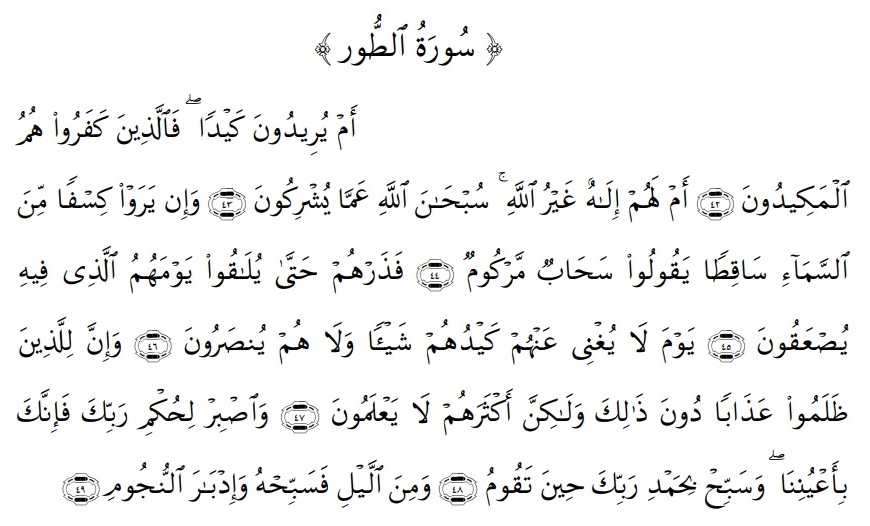 ﴿ سُورَةُ ٱلطُّور ﴾
أَمۡ يُرِيدُونَ كَيۡدٗاۖ فَٱلَّذِينَ كَفَرُواْ هُمُ
ٱلۡمَكِيدُونَ ٤٢ أَمۡ لَهُمۡ إِلَٰهٌ غَيۡرُ ٱللَّهِۚ سُبۡحَٰنَ ٱللَّهِ عَمَّا يُشۡرِكُونَ ٤٣ وَإِن يَرَوۡاْ كِسۡفٗا مِّنَ
ٱلسَّمَآءِ سَاقِطٗا يَقُولُواْ سَحَابٞ مَّرۡكُومٞ ٤٤ فَذَرۡهُمۡ حَتَّىٰ يُلَٰقُواْ يَوۡمَهُمُ ٱلَّذِي فِيهِ
يُصۡعَقُونَ ٤٥ يَوۡمَ لَا يُغۡنِي عَنۡهُمۡ كَيۡدُهُمۡ شَيۡـٔٗا وَلَا هُمۡ يُنصَرُونَ ٤٦ وَإِنَّ لِلَّذِينَ
ظَلَمُواْ عَذَابٗا دُونَ ذَٰلِكَ وَلَٰكِنَّ أَكۡثَرَهُمۡ لَا يَعۡلَمُونَ ٤٧ وَٱصۡبِرۡ لِحُكۡمِ رَبِّكَ فَإِنَّكَ
بِأَعۡيُنِنَاۖ وَسَبِّحۡ بِحَمۡدِ رَبِّكَ حِينَ تَقُومُ ٤٨ وَمِنَ ٱلَّيۡلِ فَسَبِّحۡهُ وَإِدۡبَٰرَ ٱلنُّجُومِ ٤٩